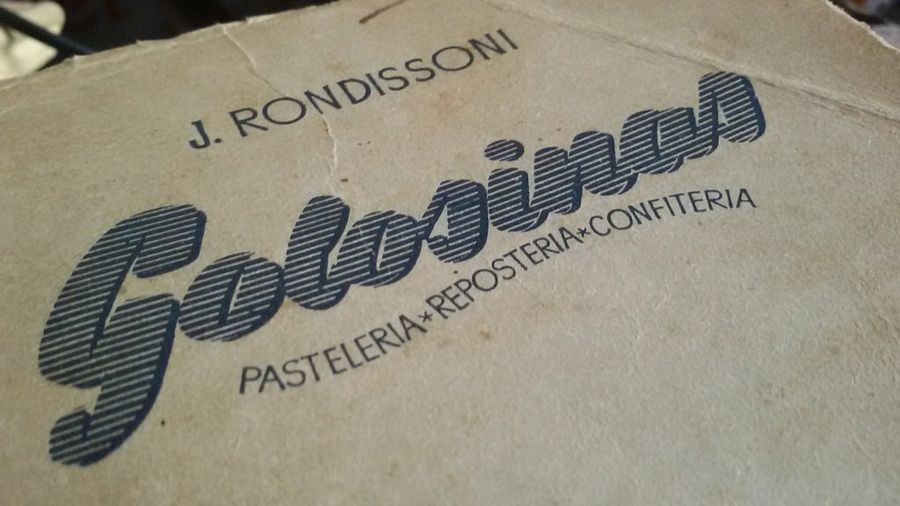 J. RONDISSONI
Golosinas
PASTELERIA*REPOSTERIA*CONFITERIA